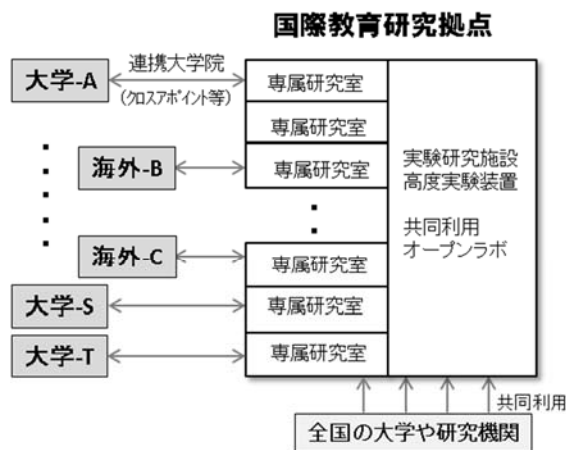 国際教育研究拠点
大学-A
連携大学院
(クロスアポイント等)
専属研究室
専属研究室
海外-B
専属研究室
実験研究施設
高度実験装置
共同利用
オープンラボ
海外-C
専属研究室
大学-S
専属研究室
大学-T
専属研究室
共同利用
全国の大学や研究機関